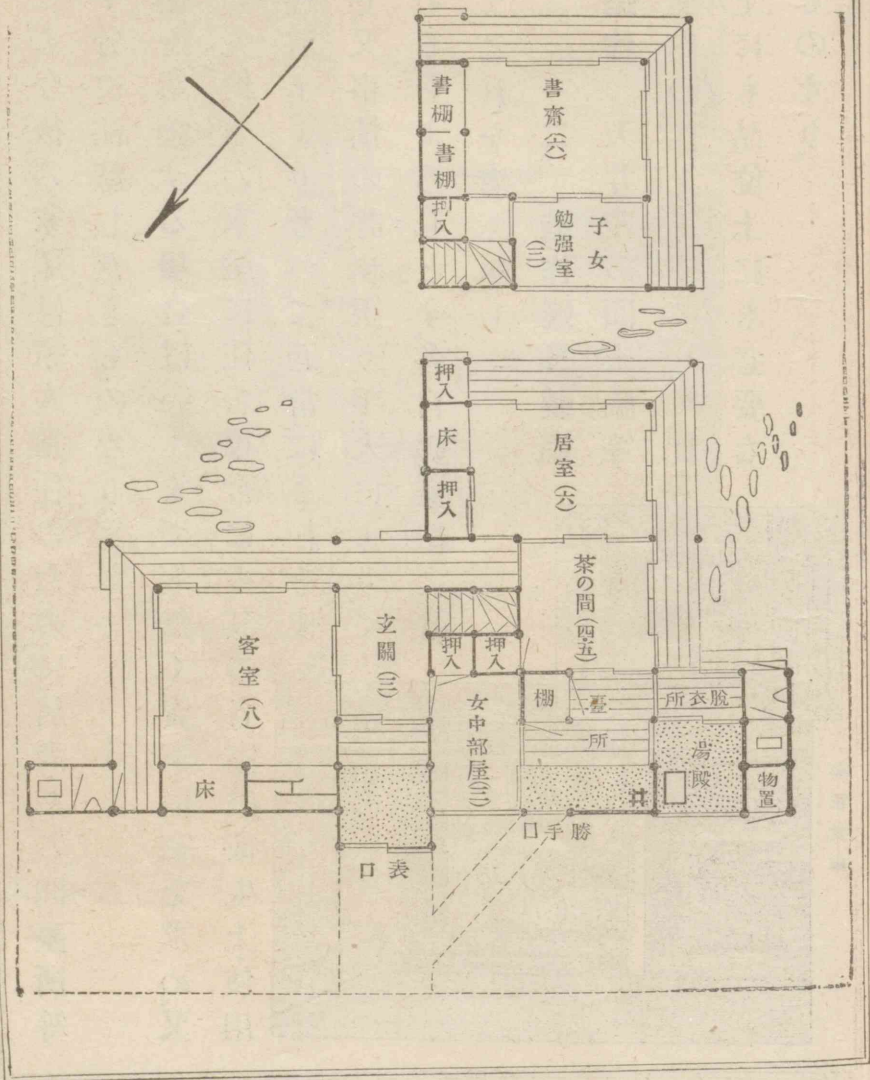 書棚
書棚
押入
書齋(六)
子女
勉强室
(三)
押入
床
押入
居室(六)
茶の間(四、五)
客室(八)
玄關(三)
押入
押入
女中部屋(三)
棚
臺
所
所衣脫
湯殿
物置
床
井
口手勝
口表